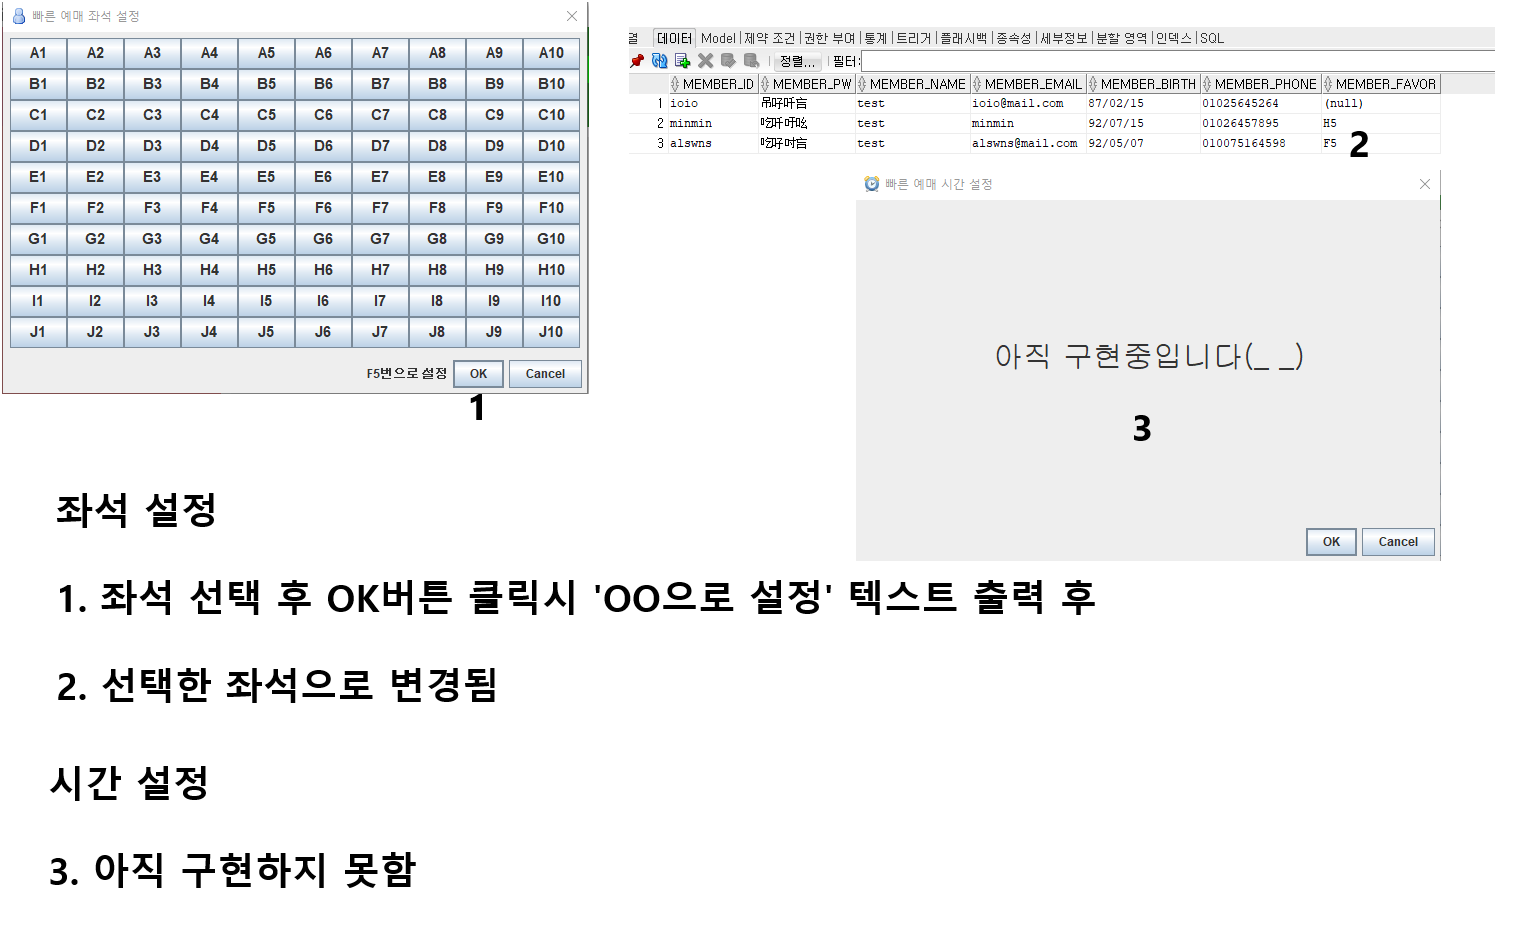 빠른 예매 좌석 설정
A1 A2 A3 A4 A5 A6 A7 A8 A9 A10
B1 B2 B3 B4 B5 B6 B7 B8 B9 B10
C1 C2 C3 C4 C5 C6 C7 C8 C9 C10
D1 D2 D3 D4 D5 D6 D7 D8 D9 D10
E1 E2 E3 E4 E5 E6 E7 E8 E9 E10
F1 F2 F3 F4 F5 F6 F7 F8 F9 F10
G1 G2 G3 G4 G5 G6 G7 G8 G9 G10
H1 H2 H3 H4 H5 H6 H7 H8 H9 H10
I1 I2 I3 I4 I5 I6 I7 I8 I9 I10
J1 J2 J3 J4 J5 J6 J7 J8 J9 J10
F5번으로 설정 OK Cancel
1
결 데이터 Model 제약 조건 권한 부여 통계 트리거 플래시백 종속성 세부정보 분할 영역 인덱스 SQL
정렬... 필터:
MEMBER_ID MEMBER_PW MEMBER_NAME MEMBER_EMAIL MEMBER_BIRTH MEMBER_PHONE MEMBER_FAVOR
1 ioio test ioio@mail.com 87/02/15 01025645264 (null)
2 minmin test minmin 92/07/15 01026457895 H5
3 alswns test alswns@mail.com 92/05/07 010075164598 F5
2
빠른 예매 시간 설정
아직 구현중입니다(_ _)
3
OK Cancel
좌석 설정
1. 좌석 선택 후 OK버튼 클릭시 'OO으로 설정' 텍스트 출력 후
2. 선택한 좌석으로 변경됨
시간 설정
3. 아직 구현하지 못함